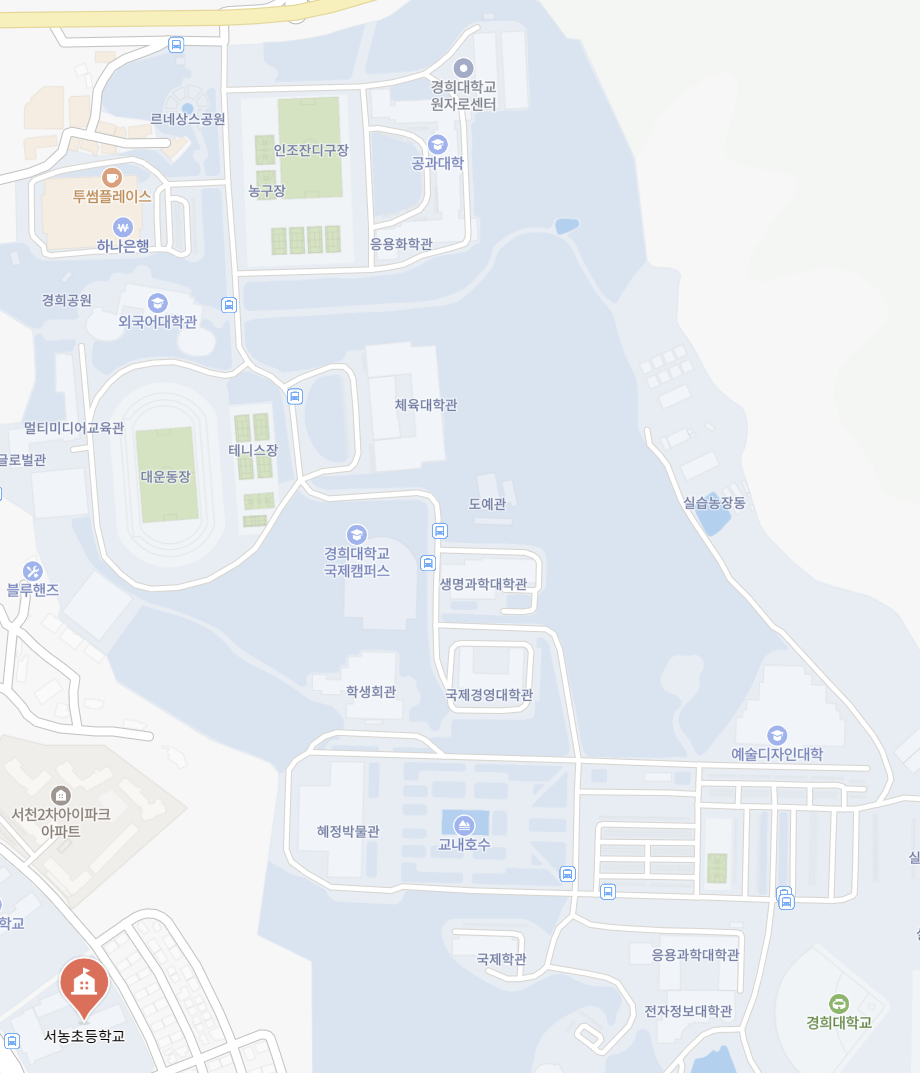 경희대학교
원자로센터
르네상스공원
인조잔디구장
공과대학
농구장
투썸플레이스
하나은행
응용화학관
경희공원
외국어대학관
체육대학관
멀티미디어교육관
테니스장
글로벌관
대운동장
도예관
실습농장동
경희대학교
국제캠퍼스
생명과학대학관
블루핸즈
학생회관
국제경영대학관
예술디자인대학
서천2차아이파크
아파트
혜정박물관
교내호수
실
학교
국제학관
응용과학대학관
전자정보대학관
경희대학교
서농초등학교